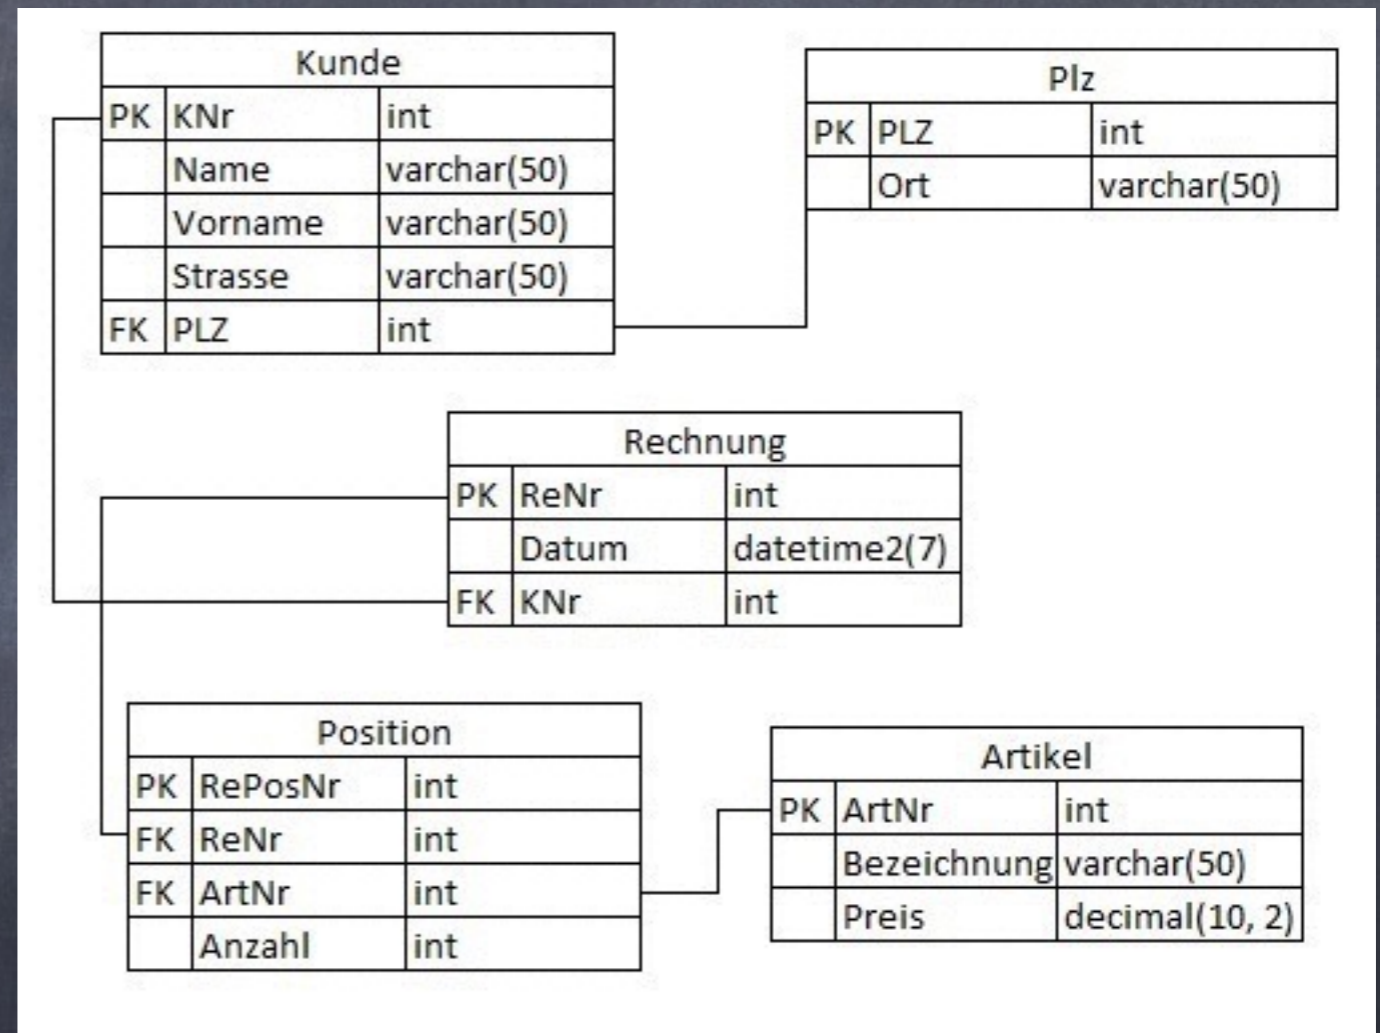 Kunde
PK KNr int
Name varchar(50)
Vorname varchar(50)
Strasse varchar(50)
FK PLZ int
Plz
PK PLZ int
Ort varchar(50)
Rechnung
PK ReNr int
Datum datetime2(7)
FK KNr int
Position
PK RePosNr int
FK ReNr int
FK ArtNr int
Anzahl int
Artikel
PK ArtNr int
Bezeichnung varchar(50)
Preis decimal(10, 2)